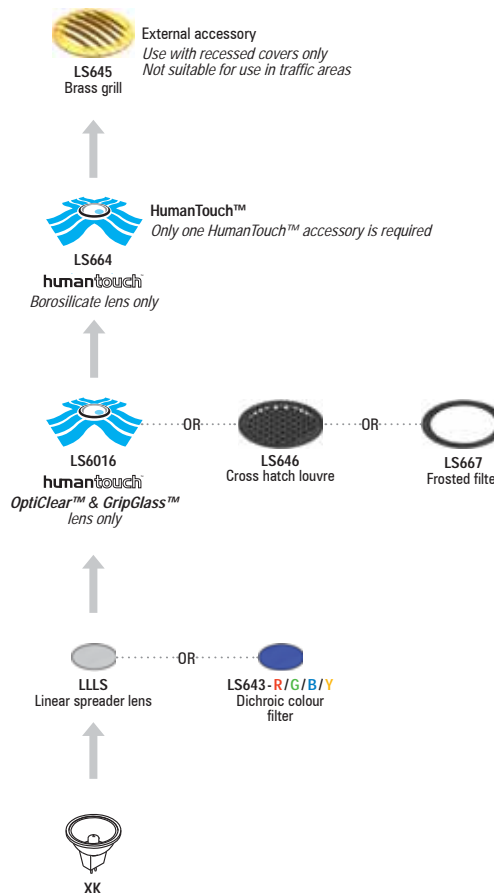 External accessory
Use with recessed covers only
Not suitable for use in traffic areas
LS645
Brass grill
HumanTouch™
Only one HumanTouch™ accessory is required
LS664
humantouch™
Borosilicate lens only
OR
OR
LS6016
LS646
LS667
humantouch™
Cross hatch louvre
Frosted filte
OptiClear™ & GripGlass™
lens only
OR
LLLS
LS643-R/G/B/Y
Linear spreader lens
Dichroic colour
filter
XK